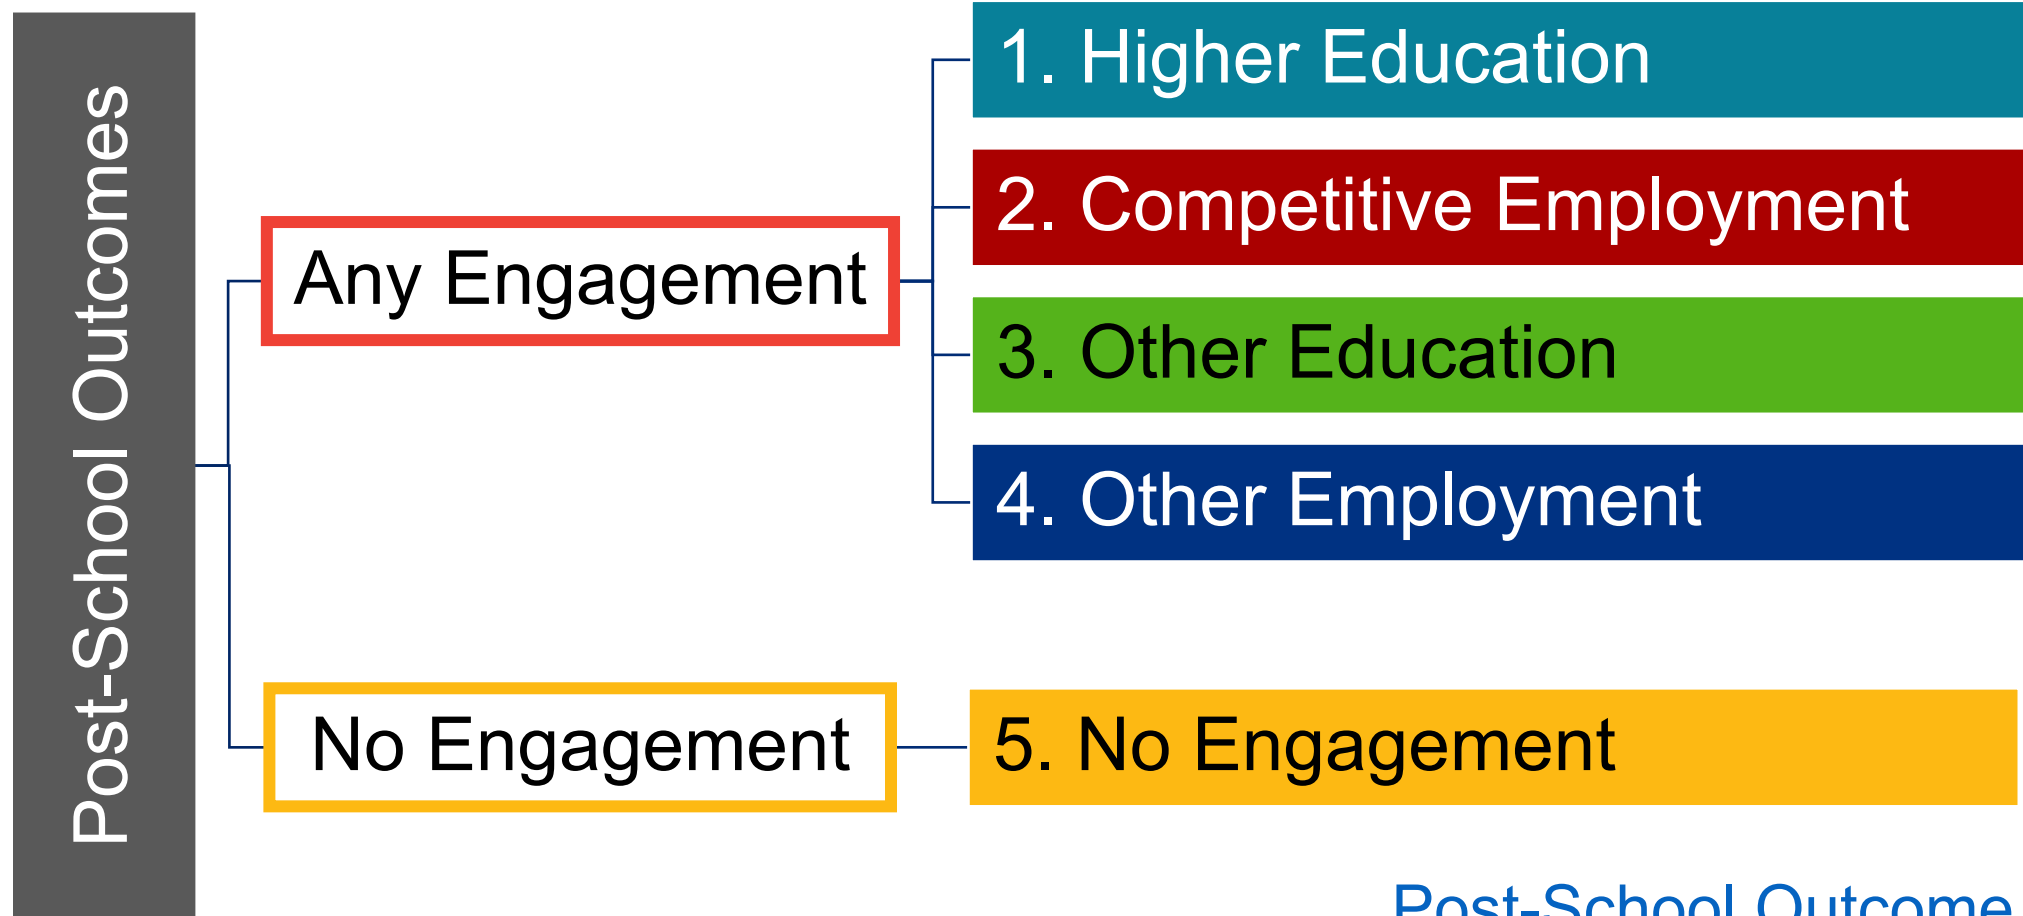 Post-School Outcomes
Any Engagement
1. Higher Education
2. Competitive Employment
3. Other Education
4. Other Employment
No Engagement
5. No Engagement
Post-School Outcome